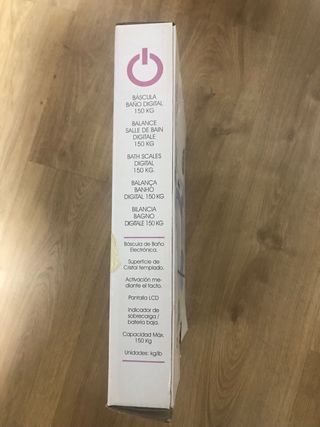 BÁSCULA
BAÑO DIGITAL
150 KG
BALANCE
SALLE DE BAIN
DIGITALE
150 KG
BATH SCALES
DIGITAL
150 KG.
BALANÇA
BANHO
DIGITAL 150 KG
BILANCIA
BAGNO
DIGITALE 150 KG
Báscula de Baño
Electrónica.
Superficie de
Cristal templado.
Activación me-
diante el tacto.
Pantalla LCD
Indicador de
sobrecarga /
batería baja.
Capacidad Máx.
150 Kg
Unidades: kg/lb